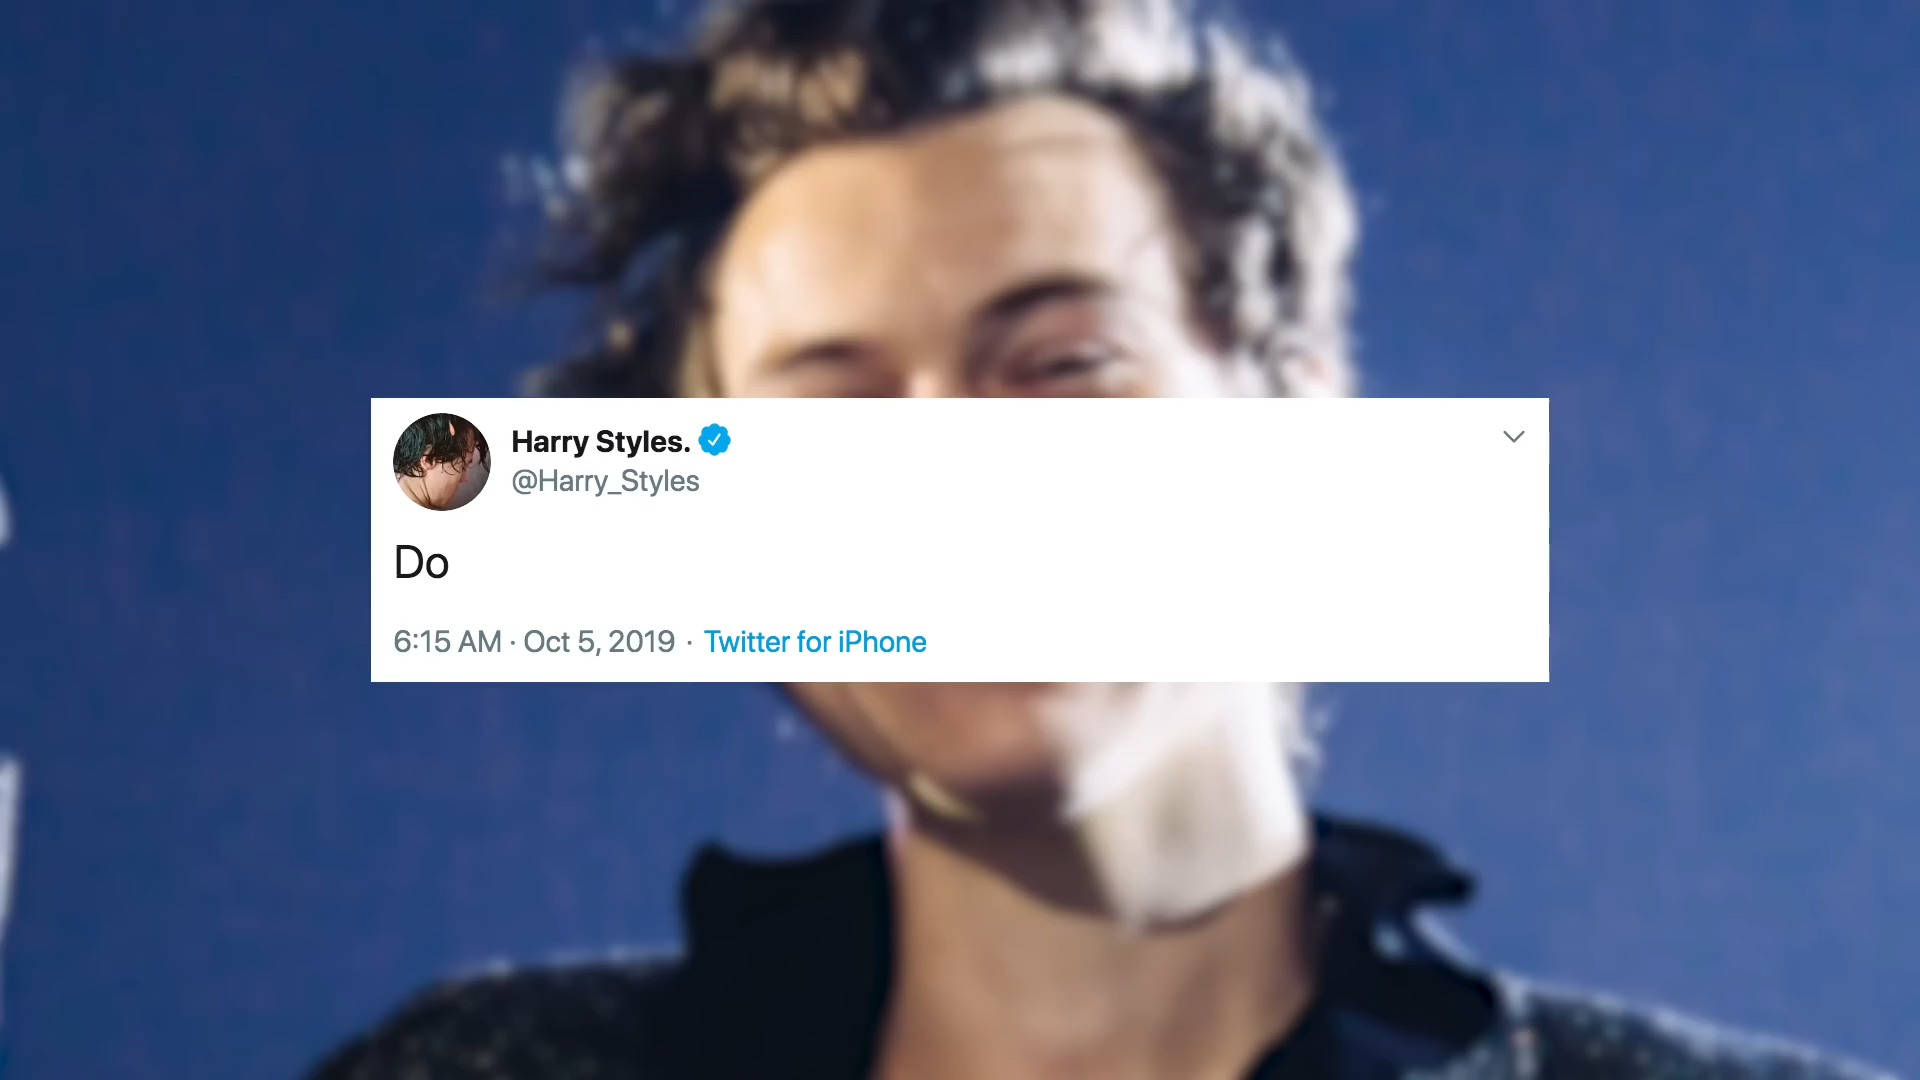 Harry Styles.
@Harry_Styles
Do
6:15 AM · Oct 5, 2019 · Twitter for iPhone